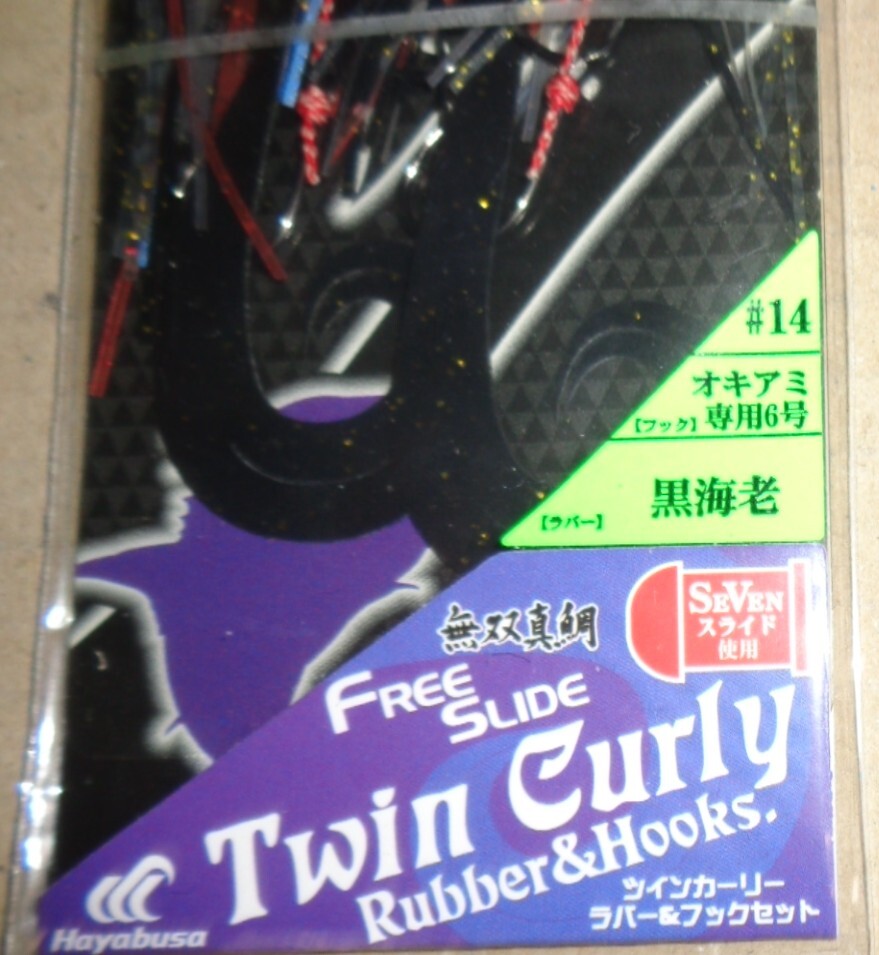 #14
オキアミ
【フック】専用6号
【ラバー】黒海老
SEVEN
スライド
使用
無双真鯛
FREE
SLIDE
Twin Curly
Rubber&Hooks.
ツインカーリー
ラバー&フックセット
Hayabusa